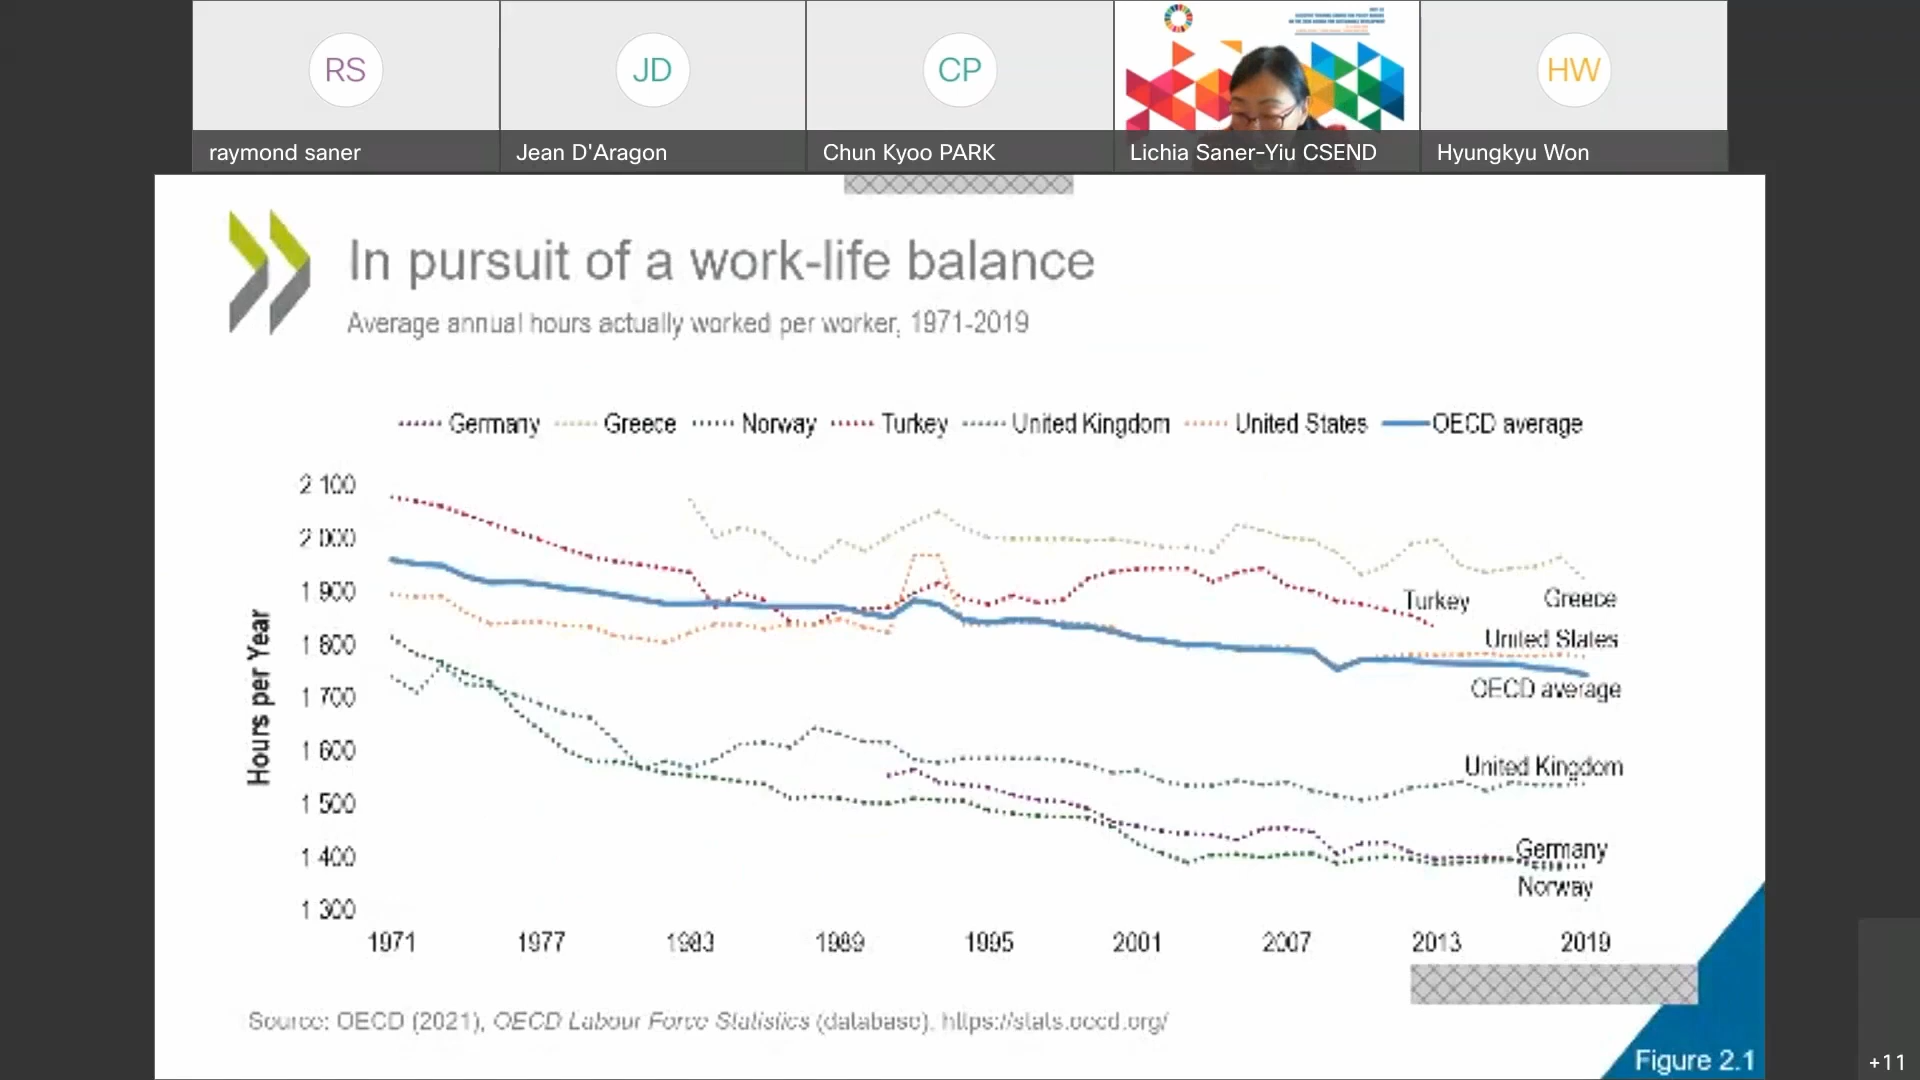 RS
JD
CP
HW
raymond saner
Jean D'Aragon
Chun Kyoo PARK
Lichia Saner-Yiu CSEND
Hyungkyu Won
In pursuit of a work-life balance
Average annual hours actually worked per worker, 1971-2019
Germany Greece Norway Turkey United Kingdom United States OECD average
Hours per Year
2 100
2 000
1 900
1 800
1 700
1 600
1 500
1 400
1 300
Turkey
Greece
United States
OECD average
United Kingdom
Germany
Norway
1971 1977 1983 1989 1995 2001 2007 2013 2019
Source: OECD (2021), OECD Labour Force Statistics (database), https://stats.oecd.org/
Figure 2.1
+11